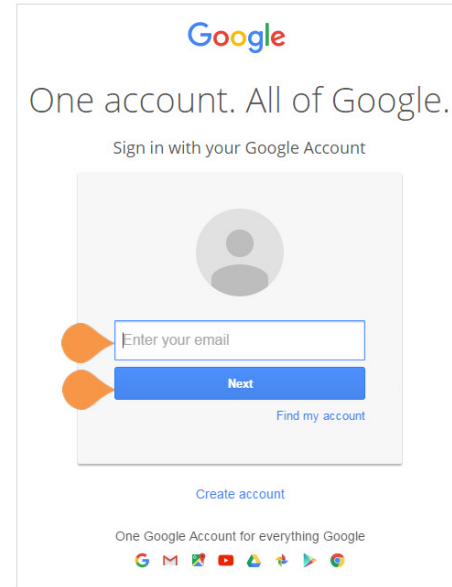 Google
One account. All of Google.
Sign in with your Google Account
Enter your email
Next
Find my account
Create account
One Google Account for everything Google